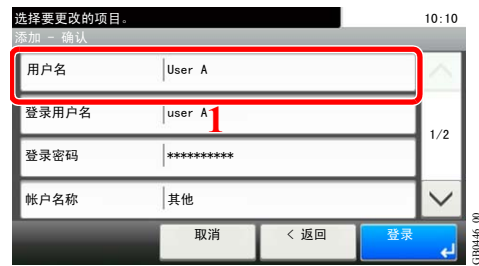 选择要更改的项目。 10:10
添加 - 确认
用户名 User A
登录用户名 user A
1
登录密码 **********
1/2
帐户名称 其他
取消 < 返回 登录
GB0446_00